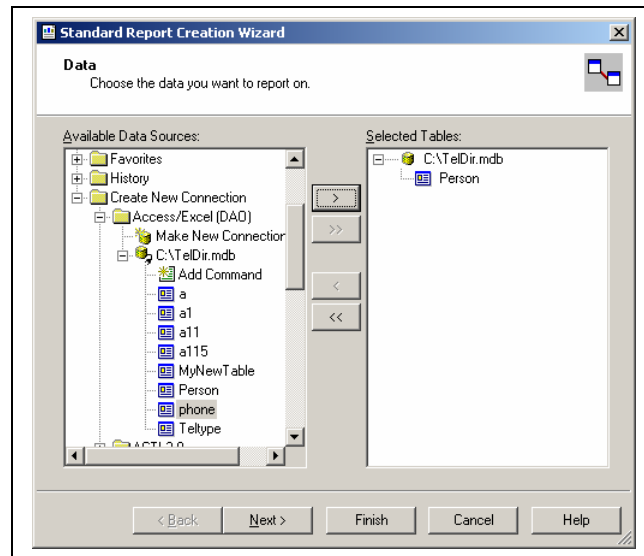 Standard Report Creation Wizard
Data
Choose the data you want to report on.
Available Data Sources:
Favorites
History
Create New Connection
Access/Excel (DAO)
Make New Connection
C:\TelDir.mdb
Add Command
a
a1
a11
a115
MyNewTable
Person
phone
Teltype
>
>>
<
<<
Selected Tables:
C:\TelDir.mdb
Person
< Back
Next >
Finish
Cancel
Help